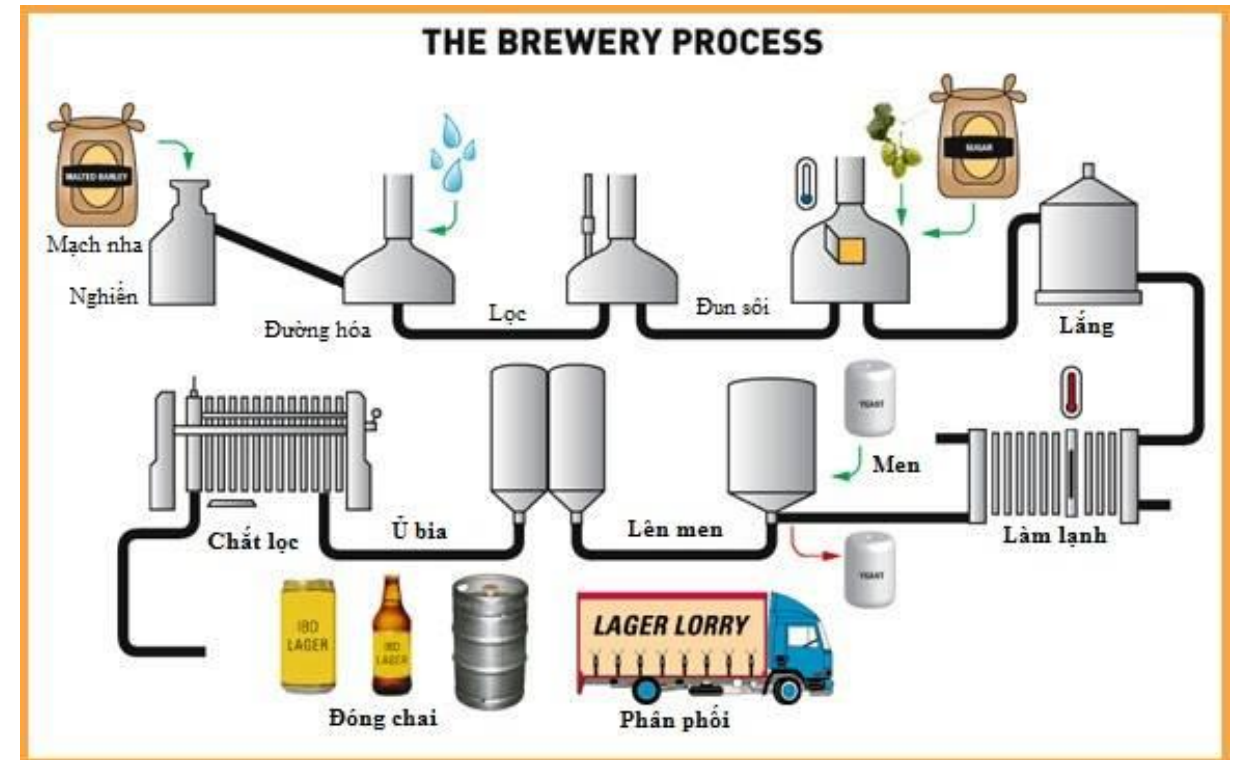 THE BREWERY PROCESS
MALTED BARLEY
SUGAR
Mạch nha
Nghiền
Đường hóa
Lọc
Đun sôi
Lắng
YEAST
Men
Làm lạnh
Lên men
Ủ bia
Chắt lọc
YEAST
IBD
LAGER
IBD
LAGER
LAGER LORRY
Đóng chai
Phân phối